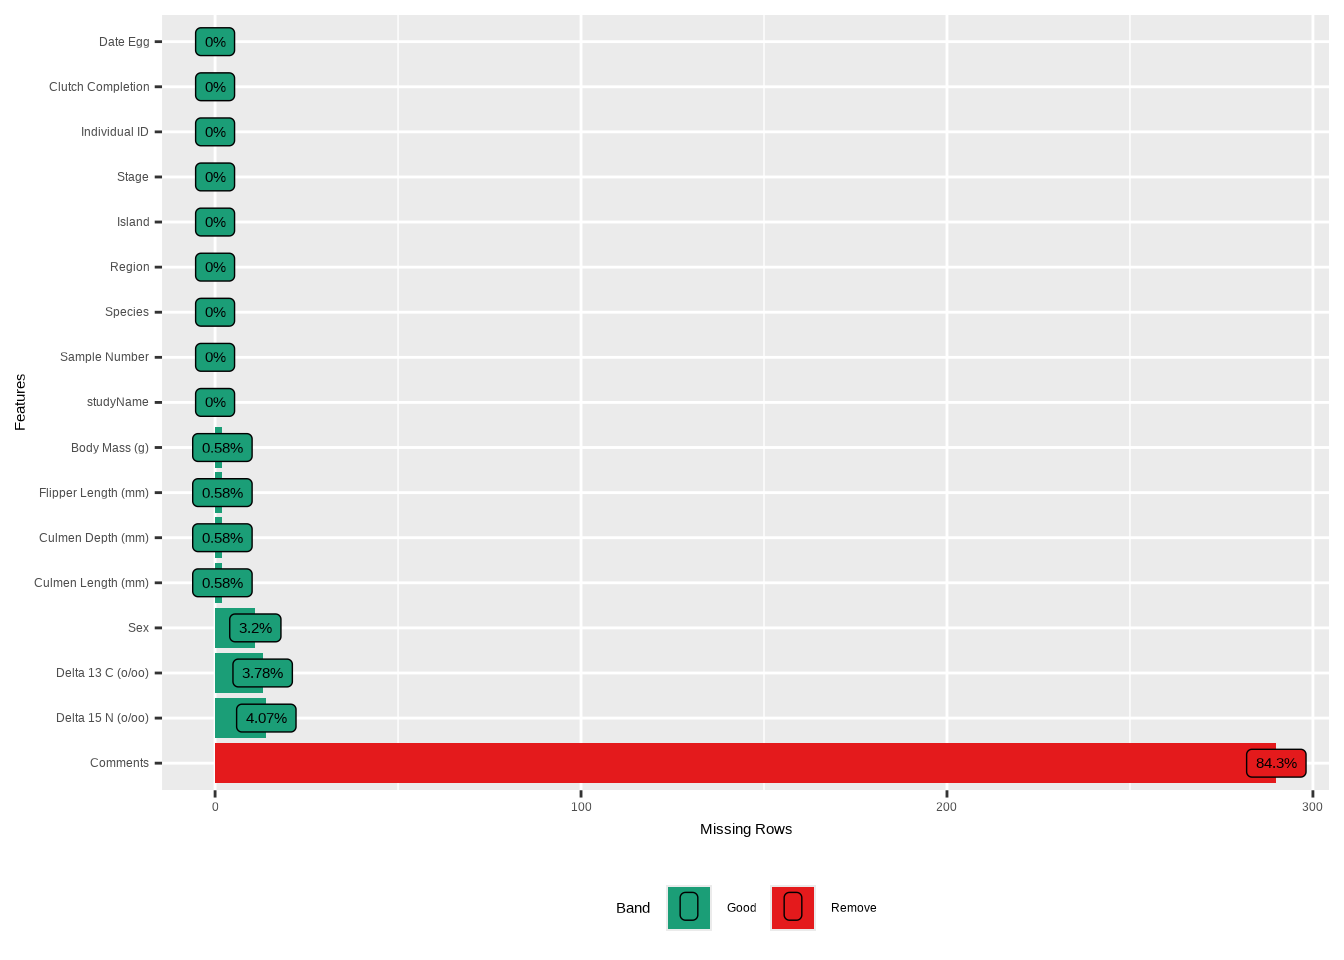 Date Egg 0%
Clutch Completion 0%
Individual ID 0%
Stage 0%
Island 0%
Region 0%
Species 0%
Sample Number 0%
studyName 0%
Body Mass (g) 0.58%
Flipper Length (mm) 0.58%
Culmen Depth (mm) 0.58%
Culmen Length (mm) 0.58%
Sex 3.2%
Delta 13 C (o/oo) 3.78%
Delta 15 N (o/oo) 4.07%
Comments 84.3%
Features
0 100 200 300
Missing Rows
Band Good Remove